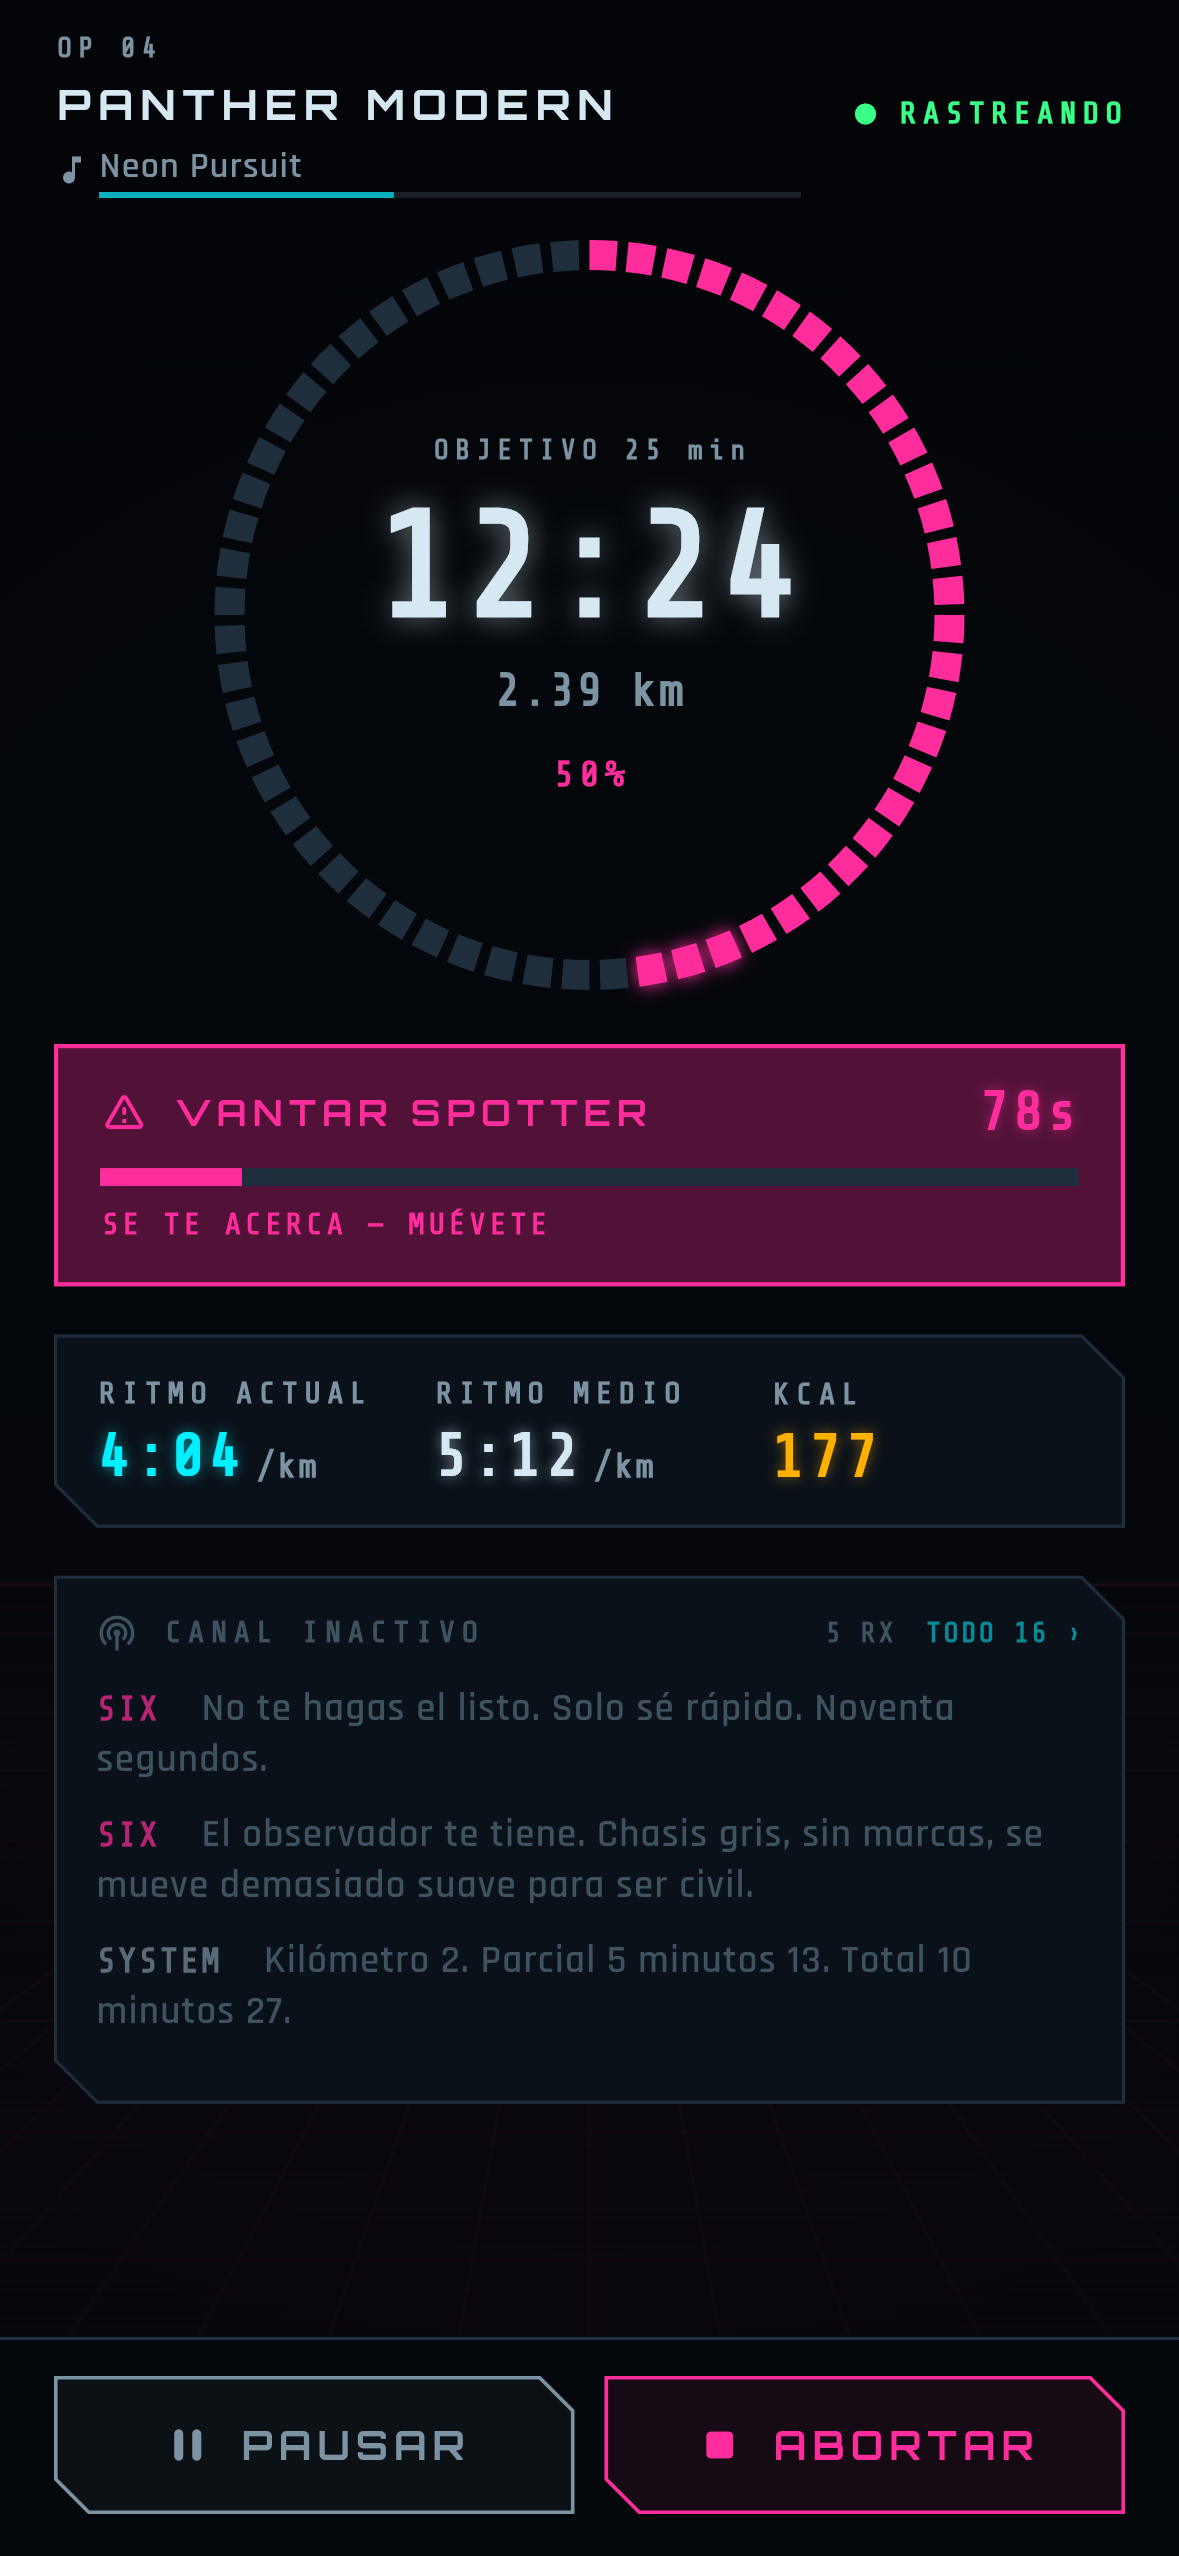 OP 04
PANTHER MODERN
RASTREANDO
Neon Pursuit
OBJETIVO 25 min
12:24
2.39 km
50%
VANTAR SPOTTER
78s
SE TE ACERCA — MUÉVETE
RITMO ACTUAL RITMO MEDIO KCAL
4:04 /km 5:12 /km 177
CANAL INACTIVO 5 RX TODO 16 ›
SIX No te hagas el listo. Solo sé rápido. Noventa
segundos.
SIX El observador te tiene. Chasis gris, sin marcas, se
mueve demasiado suave para ser civil.
SYSTEM Kilómetro 2. Parcial 5 minutos 13. Total 10
minutos 27.
PAUSAR ABORTAR